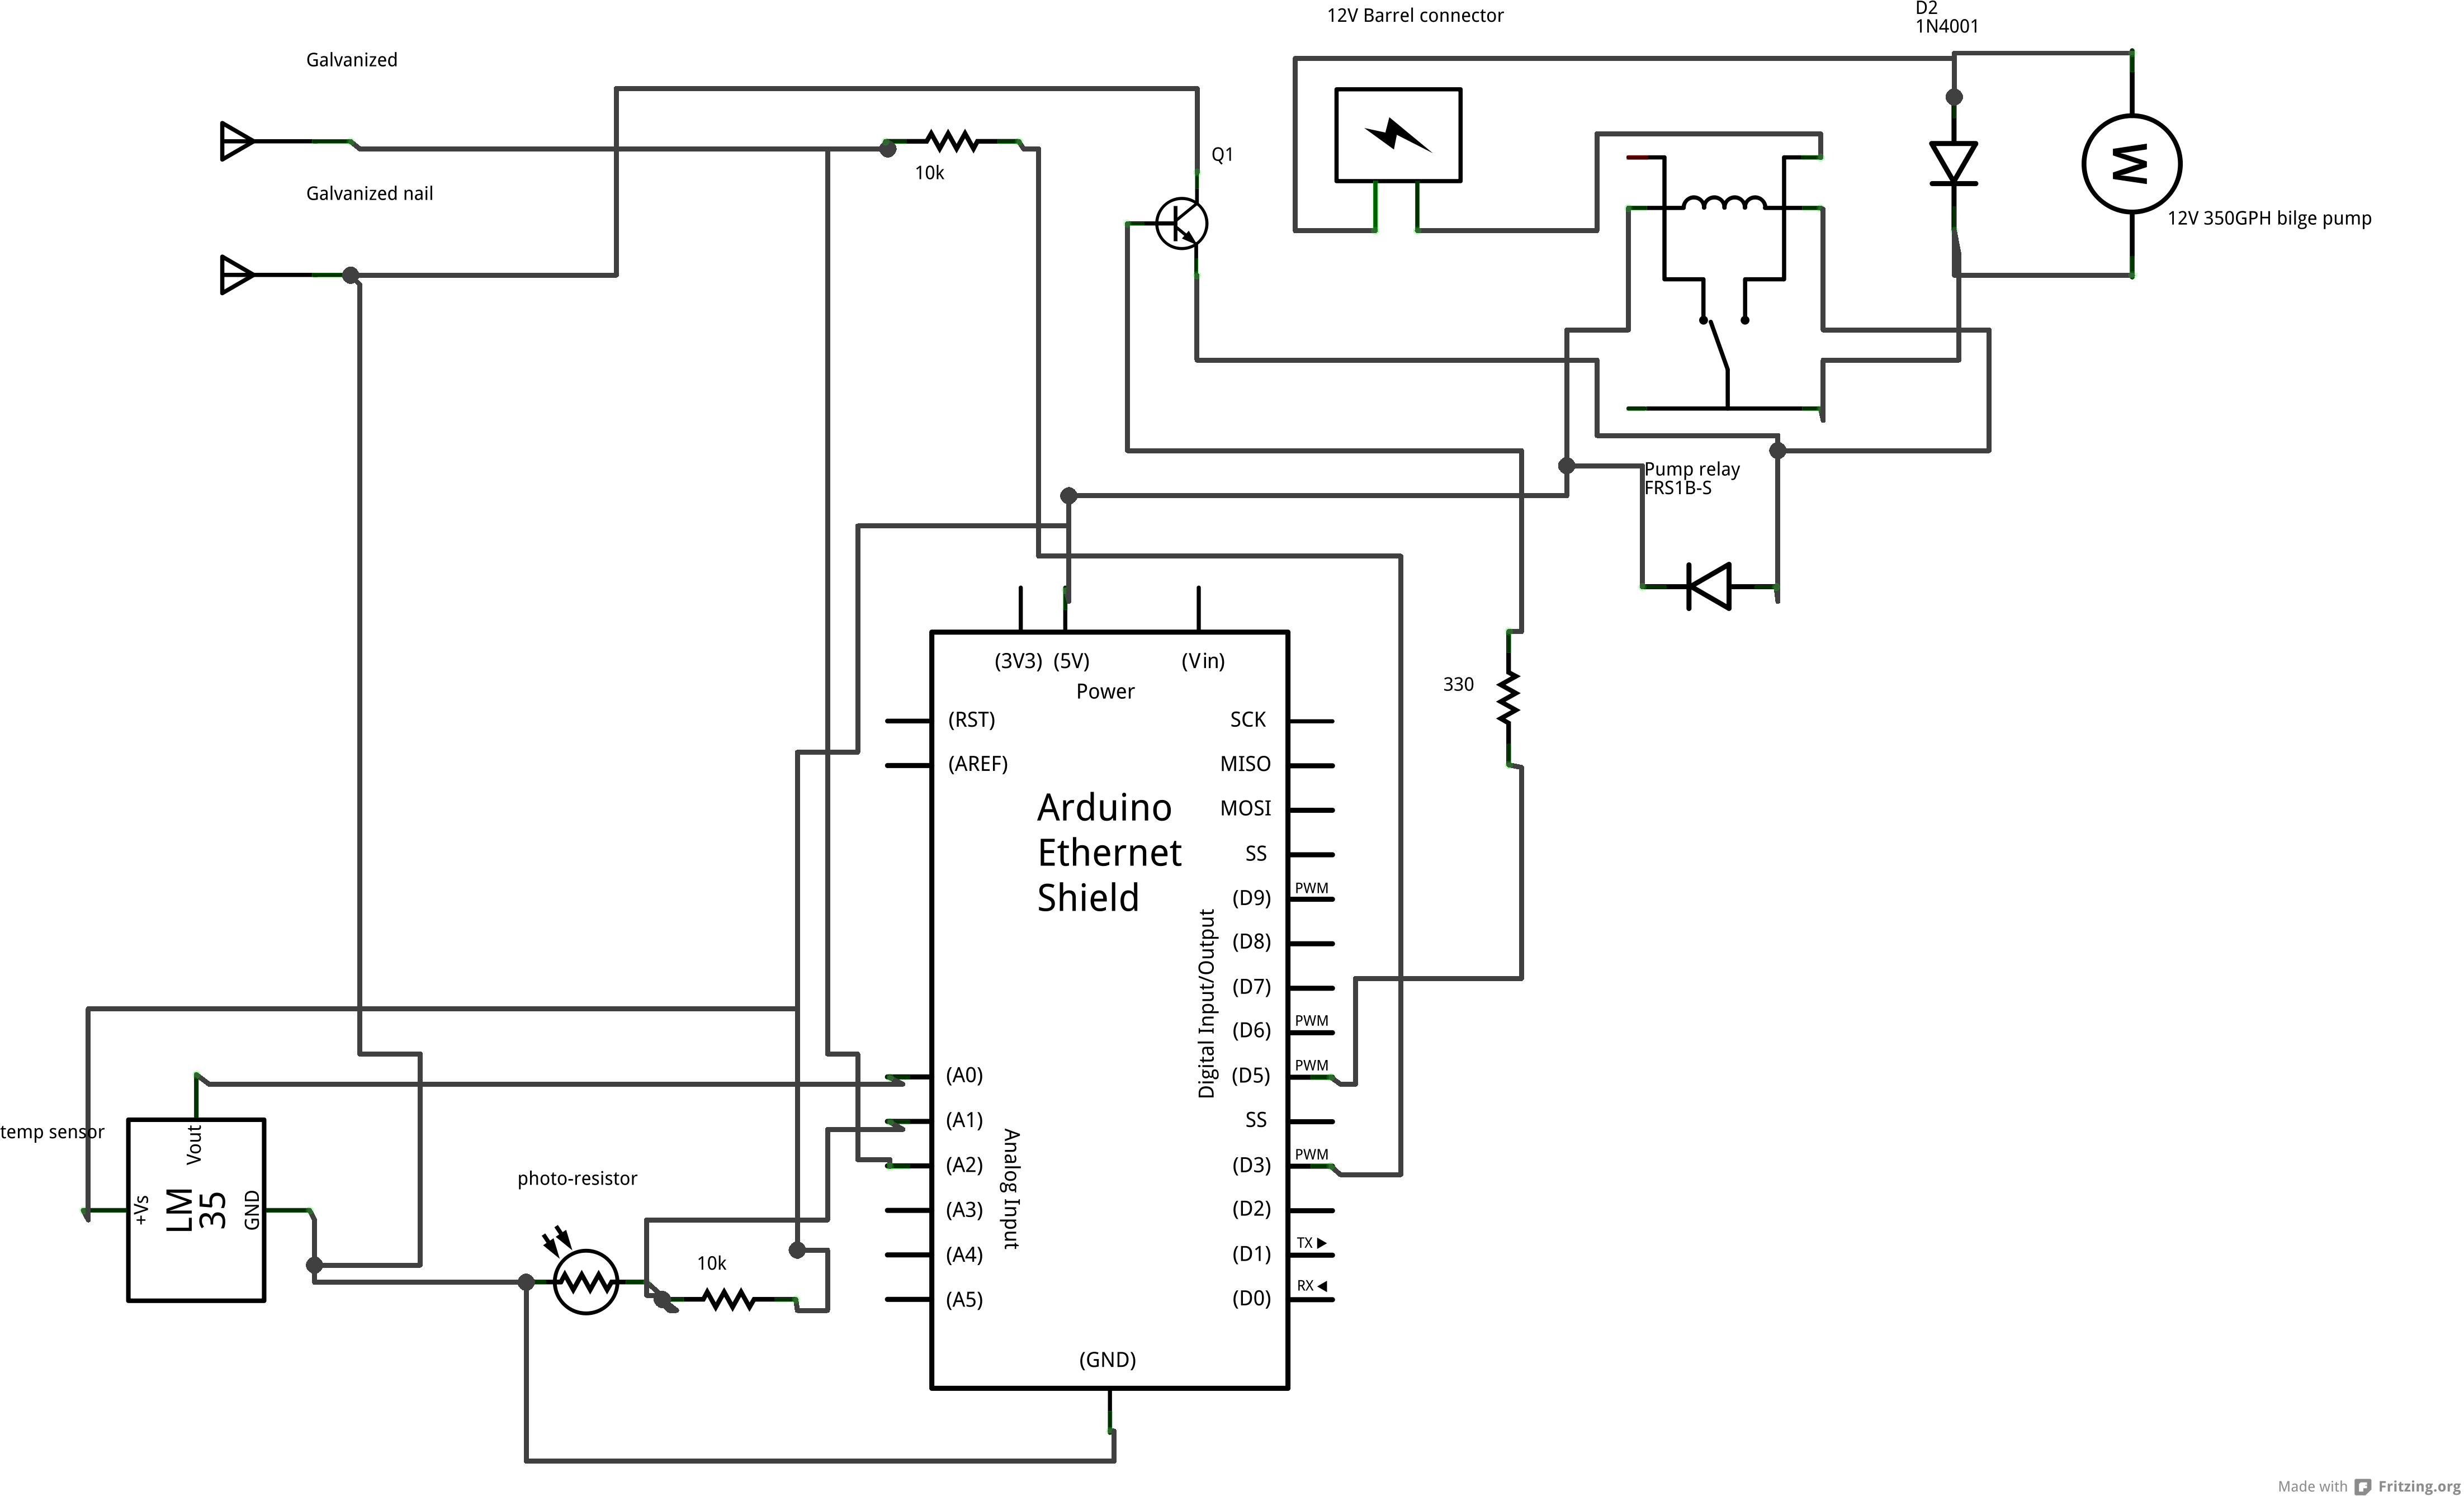 12V Barrel connector
D2
1N4001
Galvanized
Q1
10k
Galvanized nail
M
12V 350GPH bilge pump
Pump relay
FRS1B-S
(3V3) (5V) (Vin)
Power
330
(RST) SCK
(AREF) MISO
Arduino
Ethernet
Shield
MOSI
SS
PWM
(D9)
(D8)
(D7)
PWM
(D6)
PWM
(A0) (D5)
(A1) SS
PWM
(A2) (D3)
(A3) (D2)
TX
(A4) (D1)
RX
(A5) (D0)
Analog Input
Digital Input/Output
(GND)
temp sensor
Vout
+Vs
LM
35
GND
photo-resistor
10k
Made with Fritzing.org